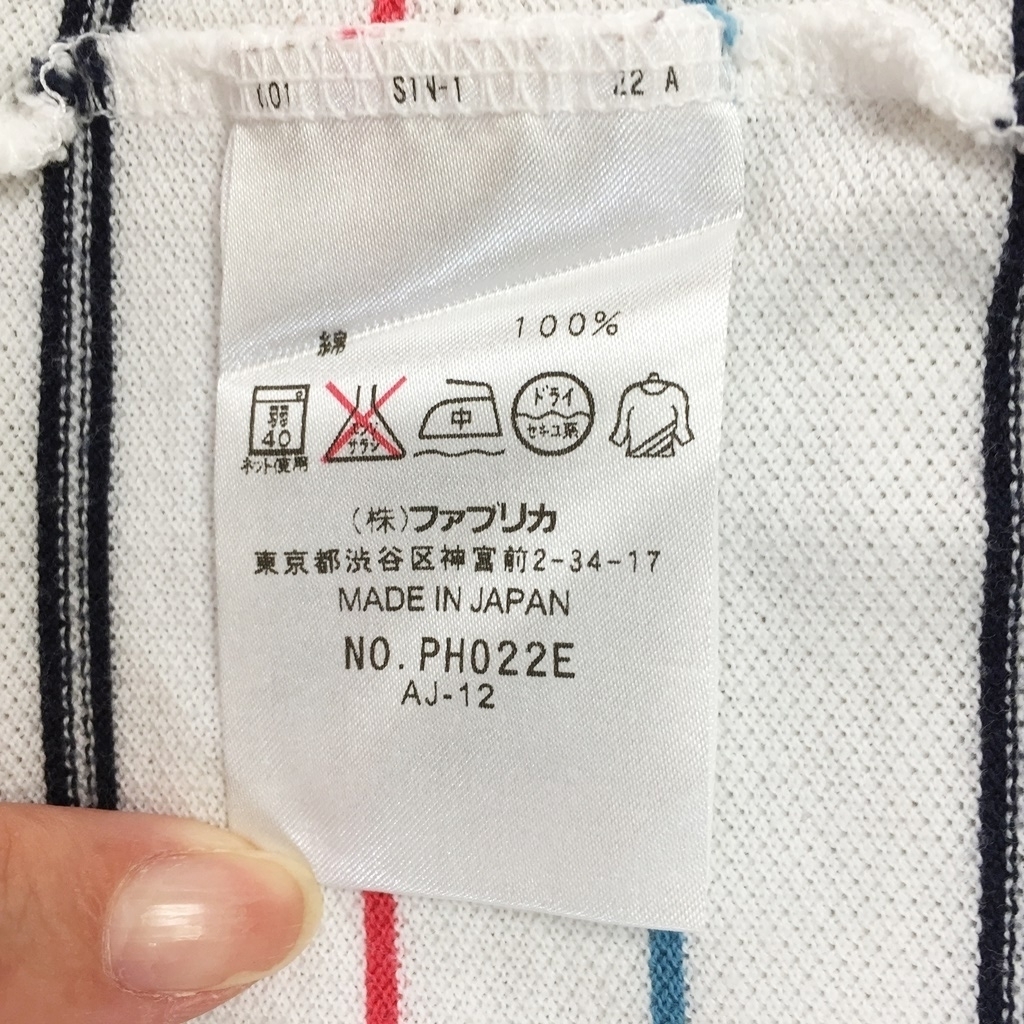 S1N-1 A
綿 100%
弱
40
ネット使用
エンソ
サラシ
中
ドライ
セキユ系
(株)ファブリカ
東京都渋谷区神宮前2-34-17
MADE IN JAPAN
NO. PH022E
AJ-12